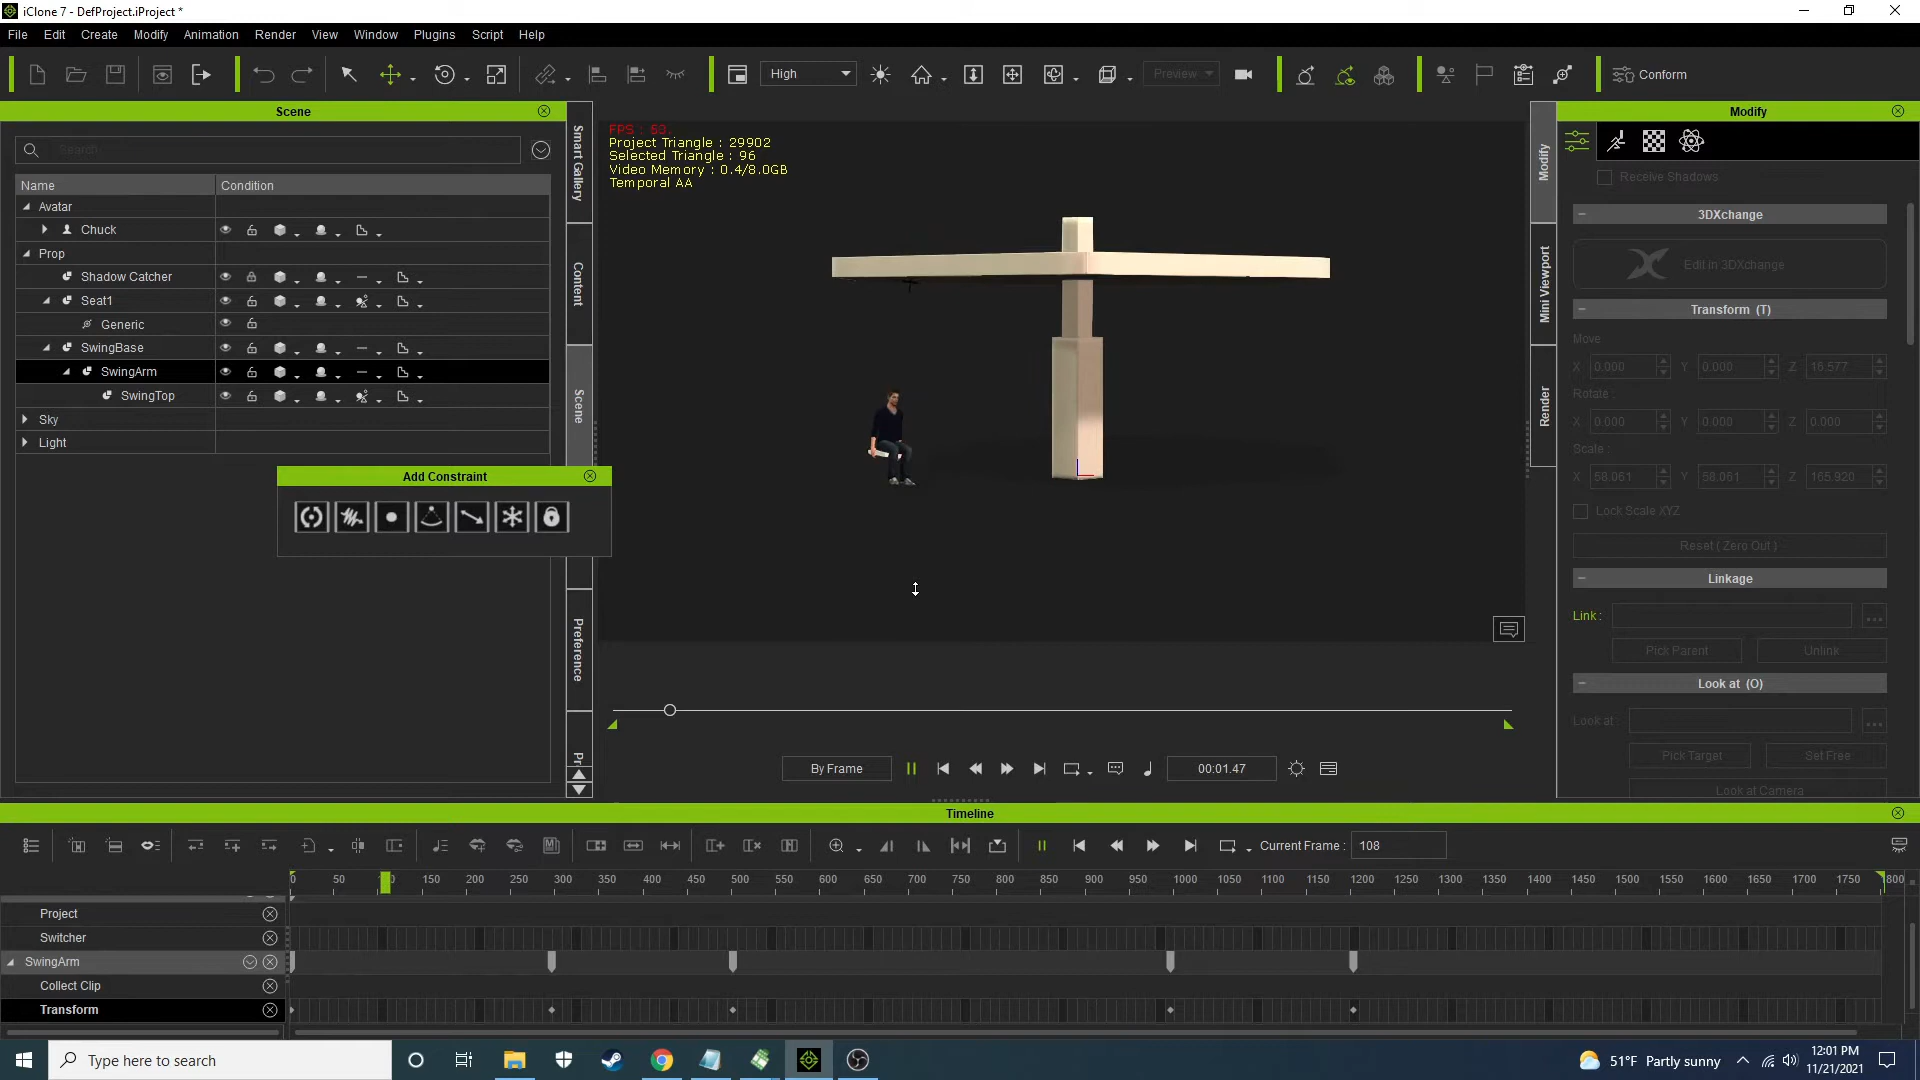 iClone 7 - DefProject.iProject *
File Edit Create Modify Animation Render View Window Plugins Script Help
High
Preview
Conform
Scene
Search
Name Condition
Avatar
Chuck
Prop
Shadow Catcher
Seat1
Generic
SwingBase
SwingArm
SwingTop
Sky
Light
Add Constraint
Smart Gallery
Content
Scene
Preference
Pr
FPS : 53.
Project Triangle : 29902
Selected Triangle : 96
Video Memory : 0.4/8.0GB
Temporal AA
By Frame
00:01.47
Modify
Mini Viewport
Render
Modify
Receive Shadows
3DXchange
Edit in 3DXchange
Transform (T)
Move
X 0.000 Y 0.000 Z 16.577
Rotate :
X 0.000 Y 0.000 Z 0.000
Scale :
X 58.061 Y 58.061 Z 165.920
Lock Scale XYZ
Reset ( Zero Out )
Linkage
Link :
Pick Parent Unlink
Look at (O)
Look at :
Pick Target Set Free
Look at Camera
Timeline
Current Frame : 108
0 50 150 200 250 300 350 400 450 500 550 600 650 700 750 800 850 900 950 1000 1050 1100 1150 1200 1250 1300 1350 1400 1450 1500 1550 1600 1650 1700 1750 800
Project
Switcher
SwingArm
Collect Clip
Transform
Type here to search
51°F Partly sunny
12:01 PM
11/21/2021